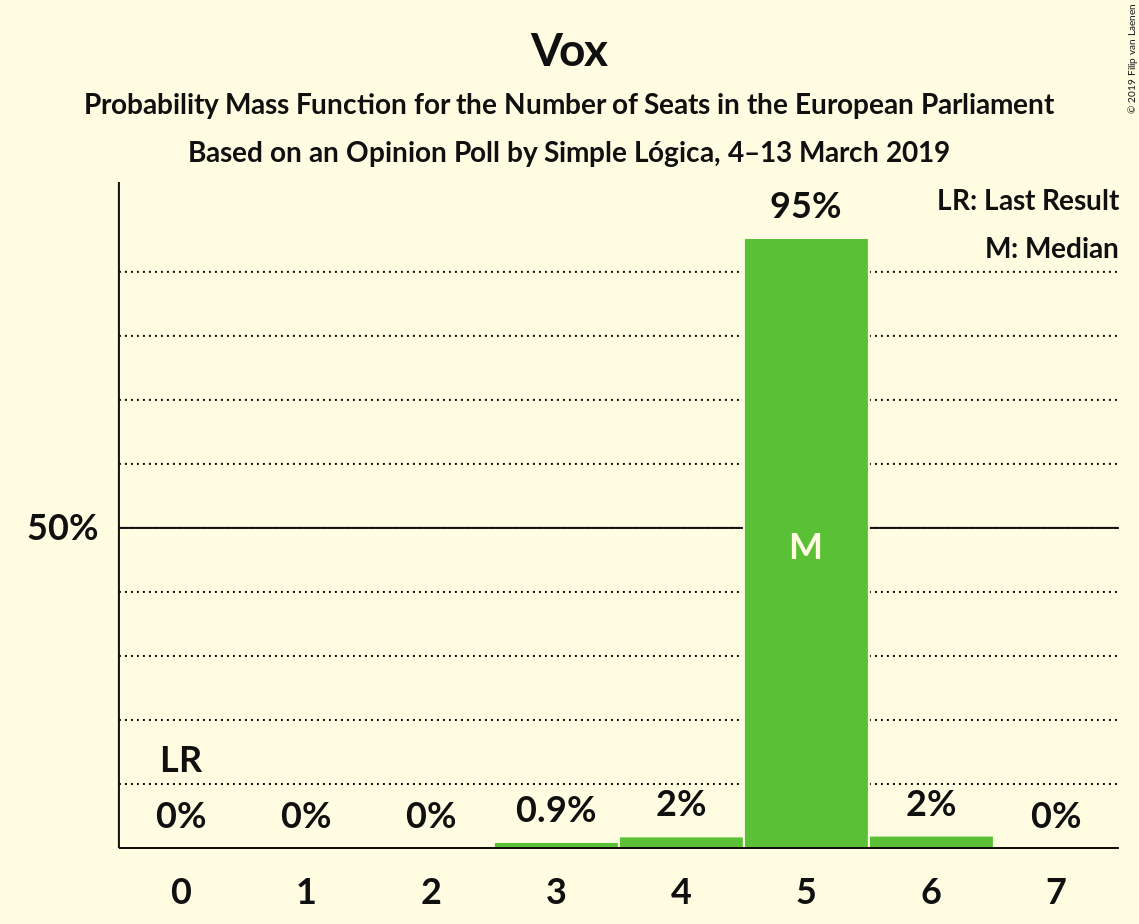 Vox
Probability Mass Function for the Number of Seats in the European Parliament
Based on an Opinion Poll by Simple Lógica, 4–13 March 2019
© 2019 Filip van Laenen
LR: Last Result
M: Median
95%
50%
M
LR
0% 0% 0% 0.9% 2% 2% 0%
0 1 2 3 4 5 6 7